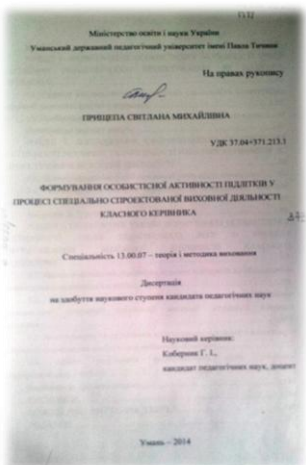 Міністерство освіти і науки України
Уманський державний педагогічний університет імені Павла Тичини
На правах рукопису
ПРИЩЕПА СВІТЛАНА МИХАЙЛІВНА
УДК 37.04+371.213.1
ФОРМУВАННЯ ОСОБИСТІСНОЇ АКТИВНОСТІ ПІДЛІТКІВ У
ПРОЦЕСІ СПЕЦІАЛЬНО СПРОЕКТОВАНОЇ ВИХОВНОЇ ДІЯЛЬНОСТІ
КЛАСНОГО КЕРІВНИКА
Спеціальність 13.00.07 – теорія і методика виховання
Дисертація
на здобуття наукового ступеня кандидата педагогічних наук
Науковий керівник:
Коберник Г. І.,
кандидат педагогічних наук, доцент
Умань – 2014